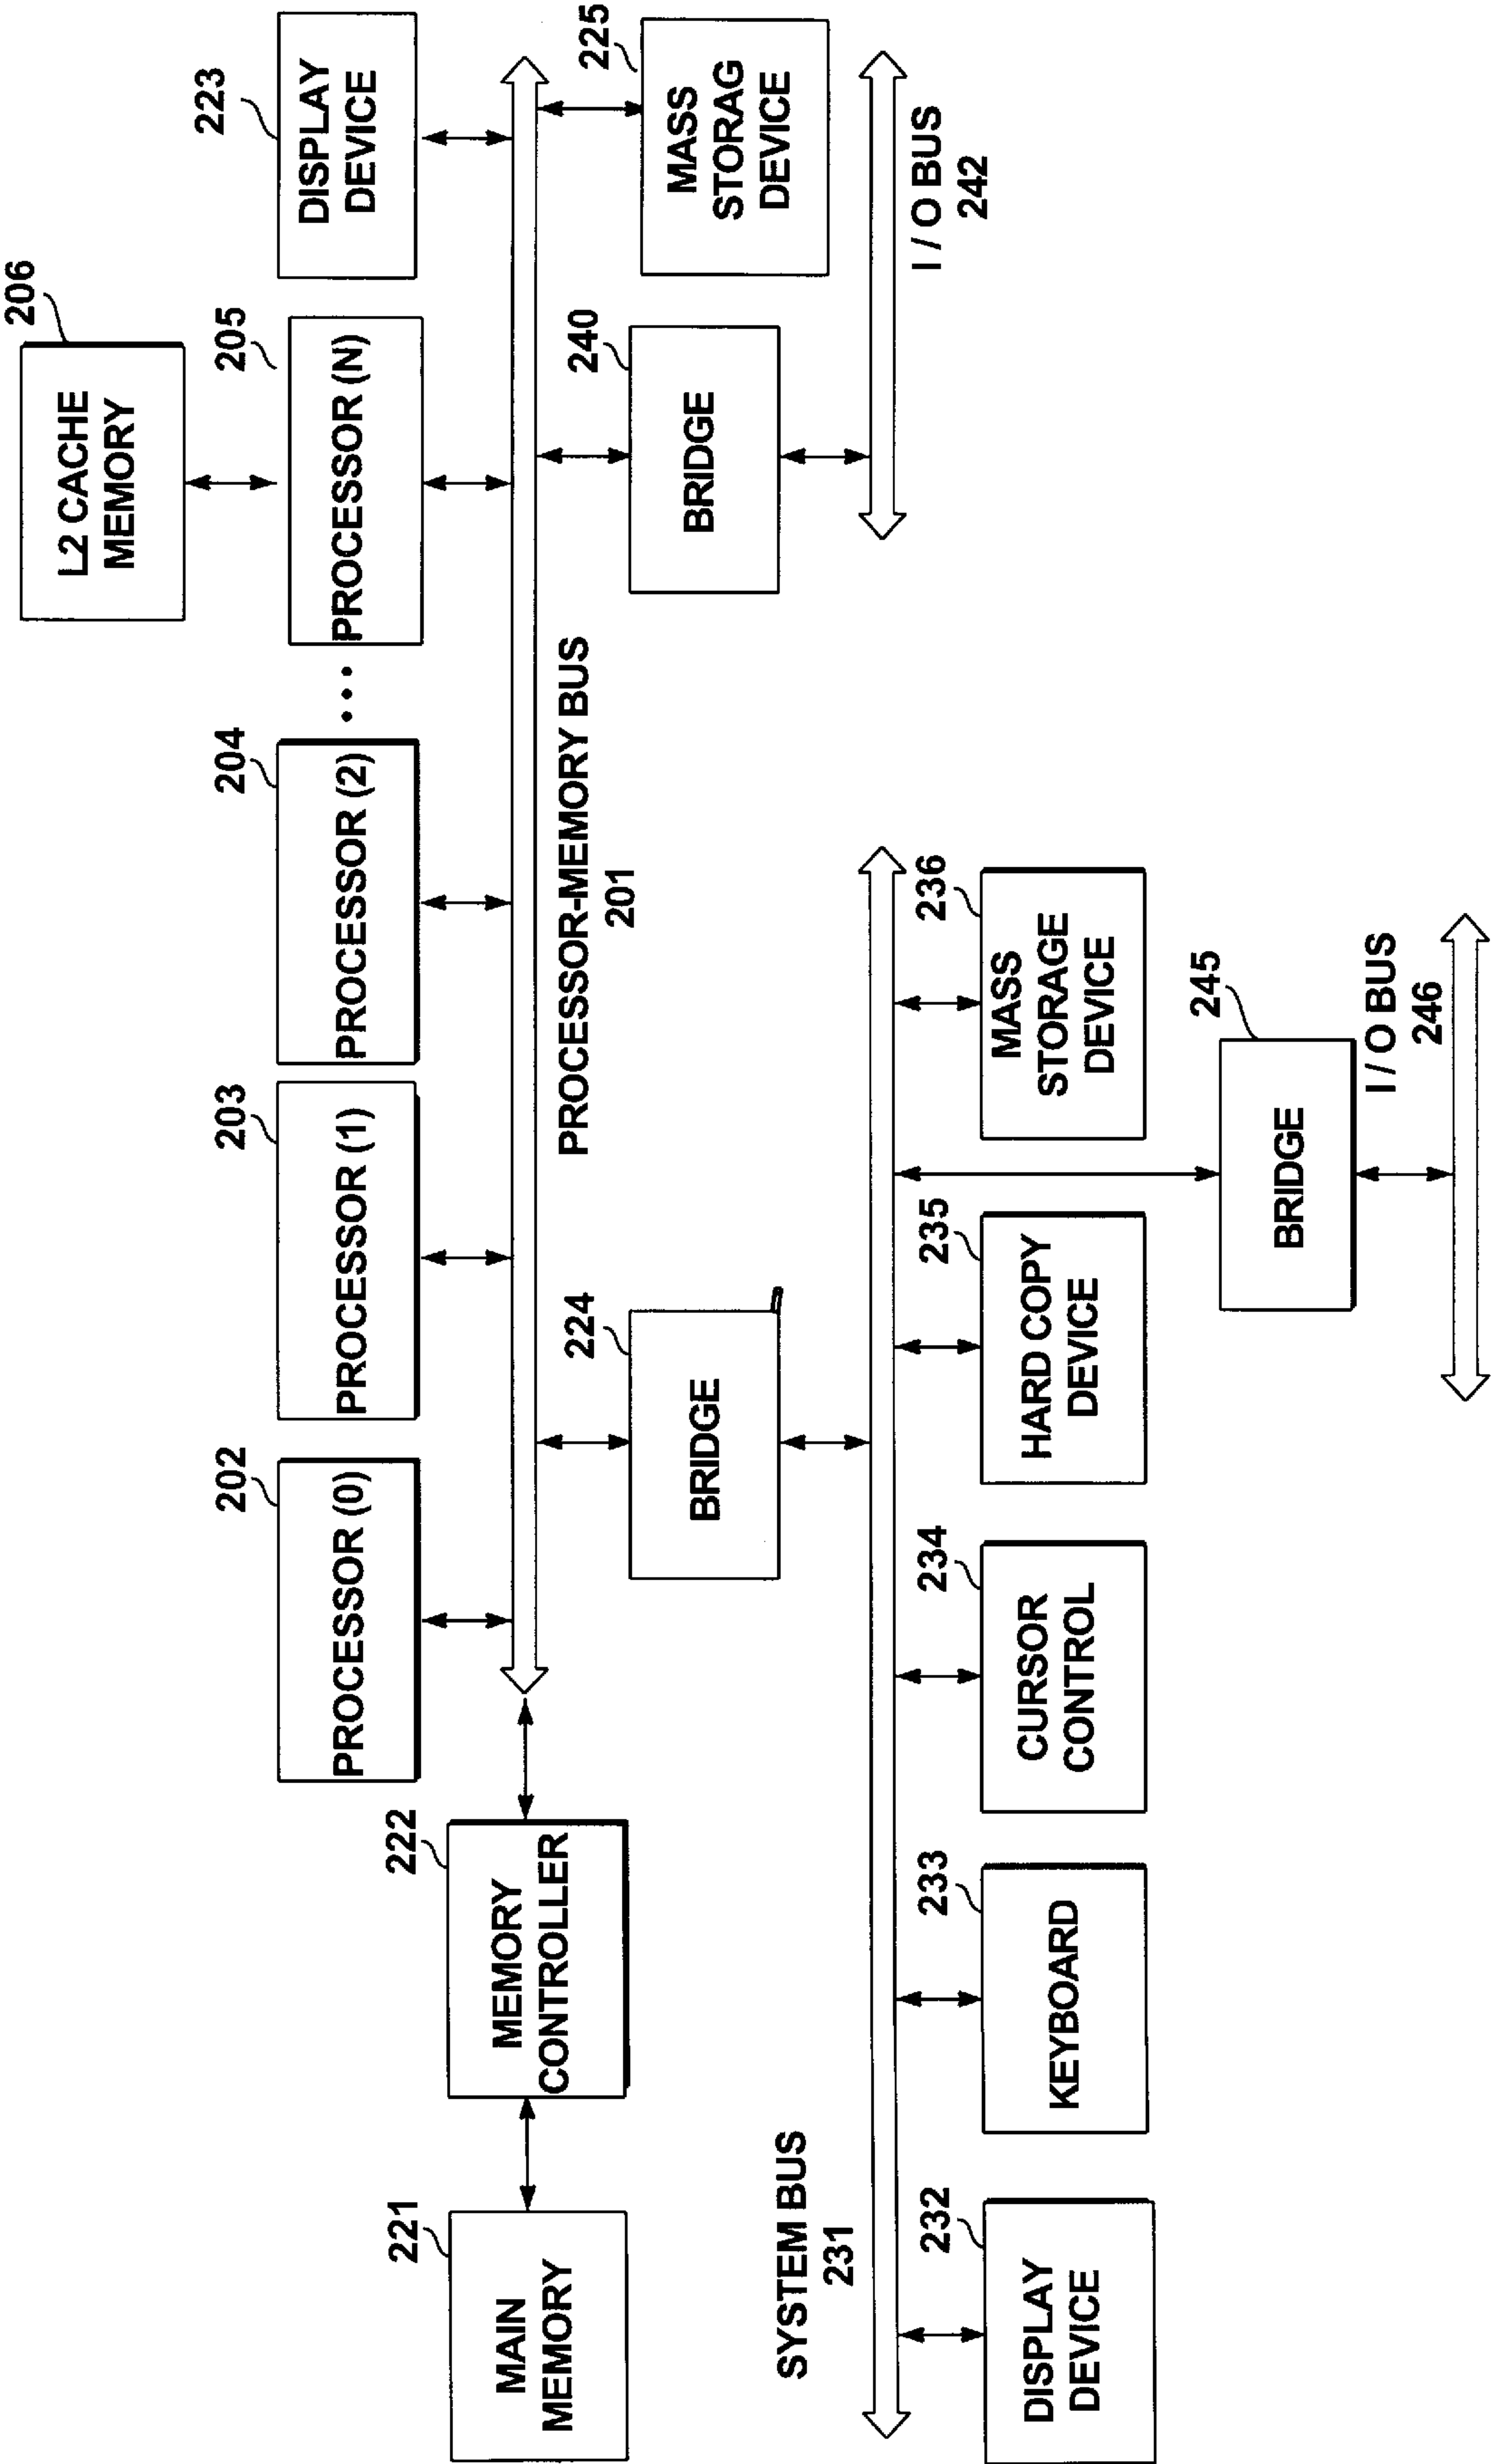 206
L2 CACHE
MEMORY
202
PROCESSOR (0)
203
PROCESSOR (1)
204
PROCESSOR (2)
• • •
205
PROCESSOR (N)
223
DISPLAY
DEVICE
221
MAIN
MEMORY
222
MEMORY
CONTROLLER
PROCESSOR-MEMORY BUS
201
224
BRIDGE
240
BRIDGE
225
MASS
STORAG
DEVICE
SYSTEM BUS
231
I / O BUS
242
232
DISPLAY
DEVICE
233
KEYBOARD
234
CURSOR
CONTROL
235
HARD COPY
DEVICE
236
MASS
STORAGE
DEVICE
245
BRIDGE
I / O BUS
246